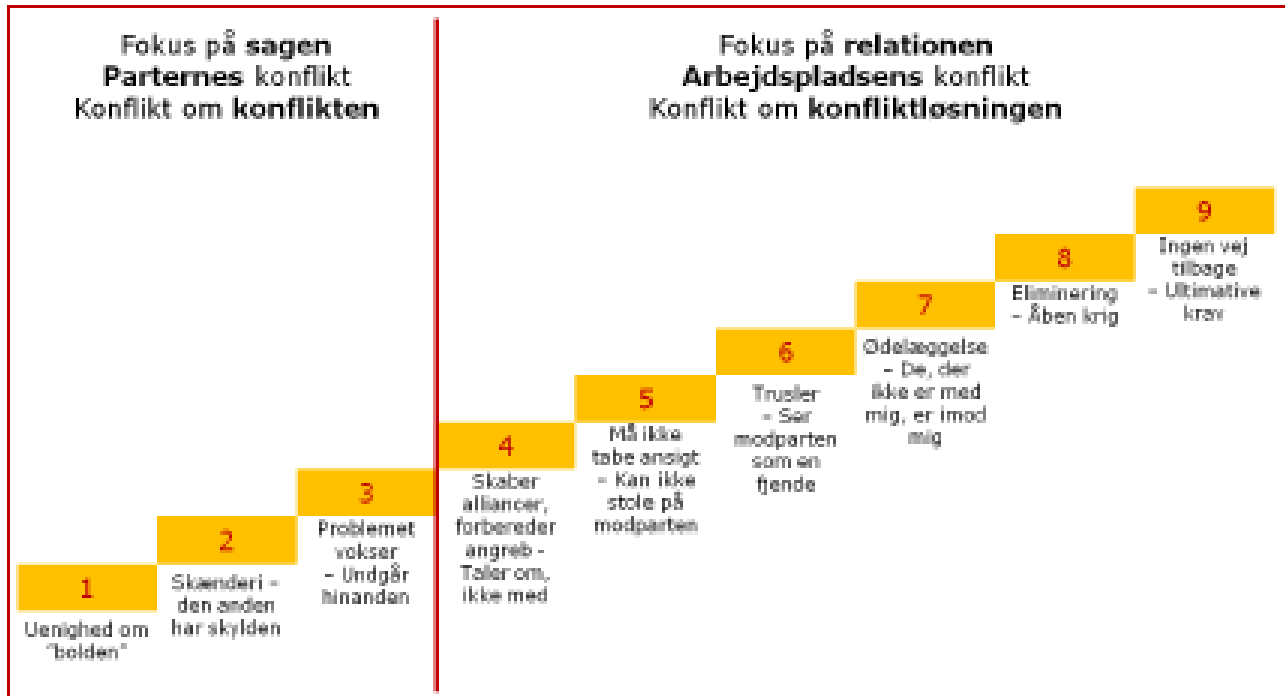 Fokus på sagen
Parternes konflikt
Konflikt om konflikten
Fokus på relationen
Arbejdspladsens konflikt
Konflikt om konfliktløsningen
1
Uenighed om
"bolden"
2
Skænderi –
den anden
har skylden
3
Problemet
vokser
– Undgår
hinanden
4
Skaber
alliancer,
forbereder
angreb -
Taler om,
ikke med
5
Må ikke
tabe ansigt
– Kan ikke
stole på
modparten
6
Trusler
– Ser
modparten
som en
fjende
7
Ødelæggelse
– De, der
ikke er med
mig, er imod
mig
8
Eliminering
– Åben krig
9
Ingen vej
tilbage
– Ultimative
krav